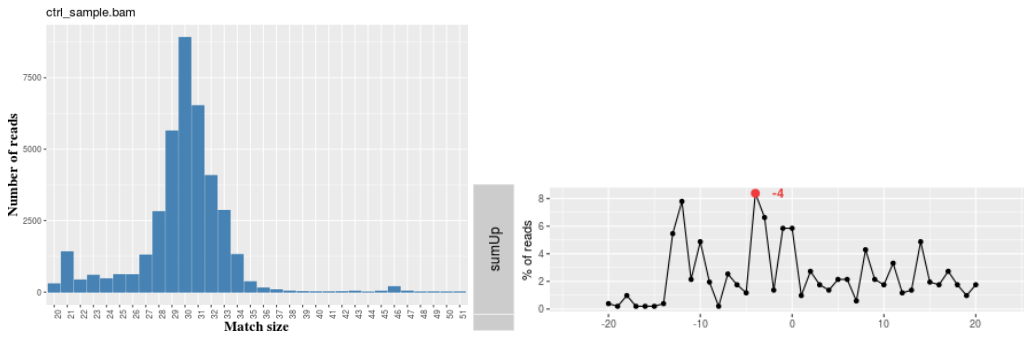 ctrl_sample.bam
Number of reads
7500
5000
2500
0
20 21 22 23 24 25 26 27 28 29 30 31 32 33 34 35 36 37 38 39 40 41 42 43 44 45 46 47 48 49 50 51
Match size
sumUp
% of reads
8
6
4
2
0
-4
-20 -10 0 10 20